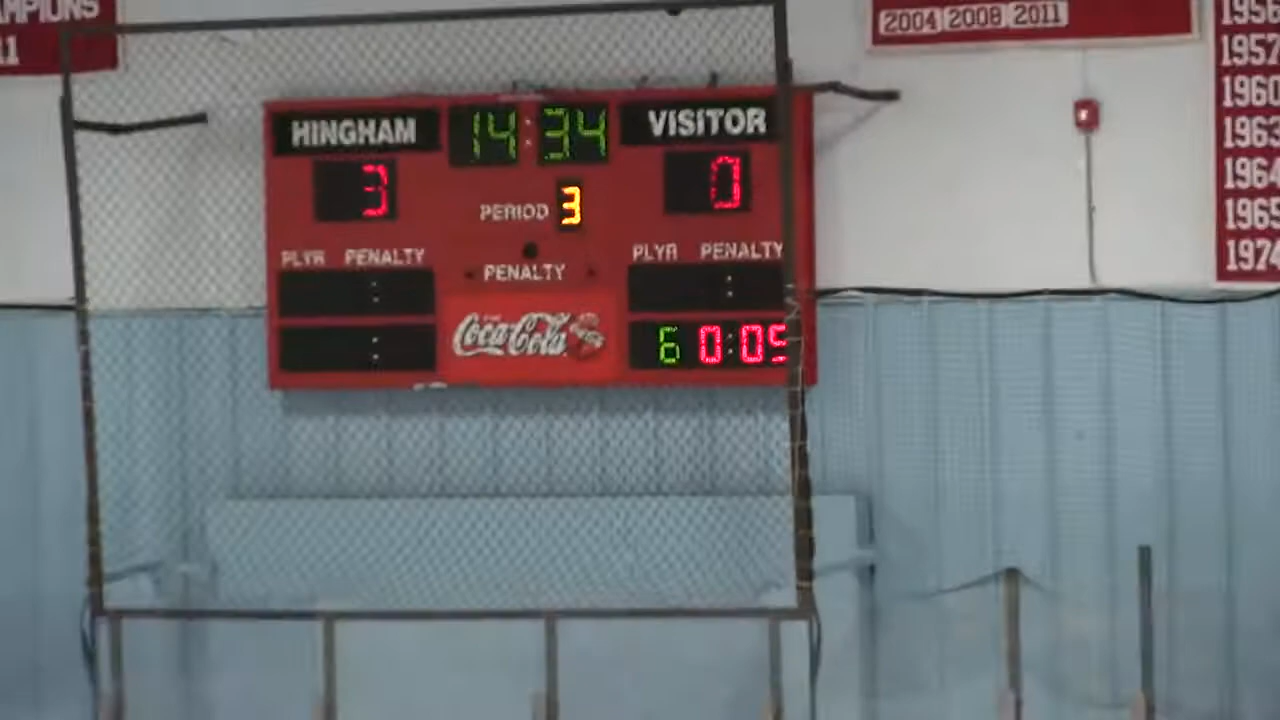 MPIONS
11
2004 2008 2011
1956
1957
1960
1963
1964
1965
1974
HINGHAM 14:34 VISITOR
3 0
PERIOD 3
PLYR PENALTY PLYR PENALTY
PENALTY
: :
Coca-Cola
: 6 0:05